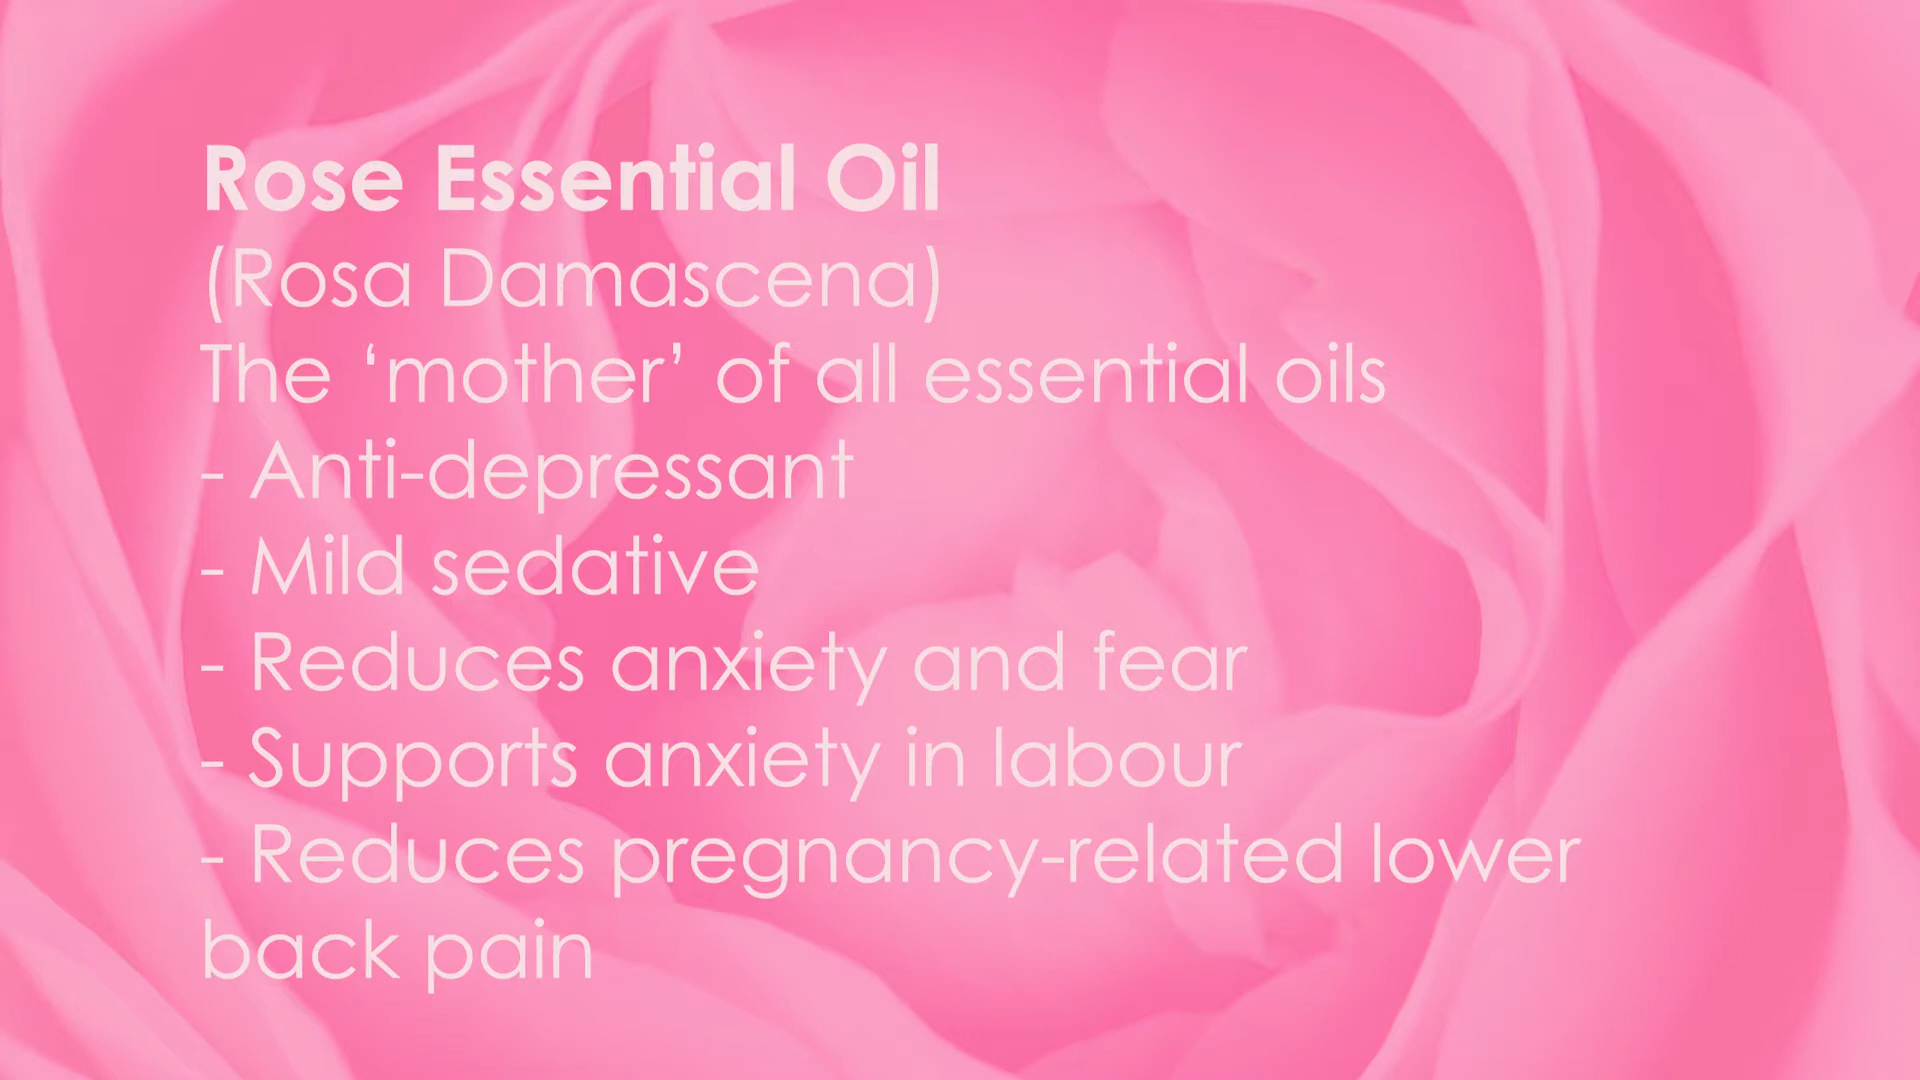 Rose Essential Oil
(Rosa Damascena)
The ‘mother’ of all essential oils
- Anti-depressant
- Mild sedative
- Reduces anxiety and fear
- Supports anxiety in labour
- Reduces pregnancy-related lower
back pain